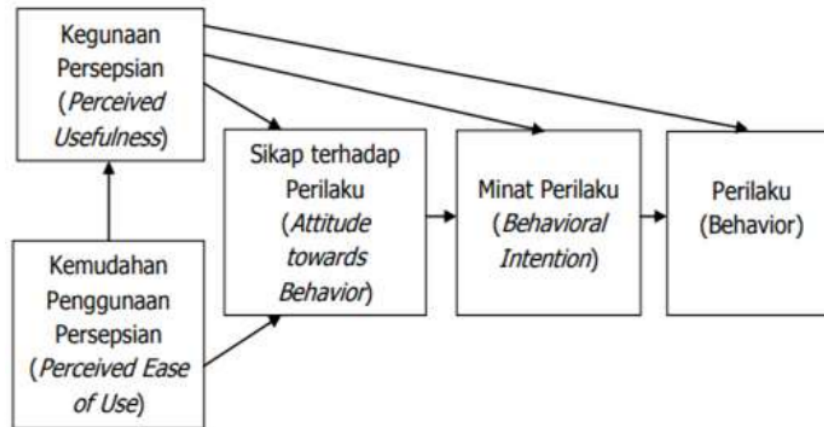 Kegunaan
Persepsian
(Perceived
Usefulness)
Kemudahan
Penggunaan
Persepsian
(Perceived Ease
of Use)
Sikap terhadap
Perilaku
(Attitude
towards
Behavior)
Minat Perilaku
(Behavioral
Intention)
Perilaku
(Behavior)